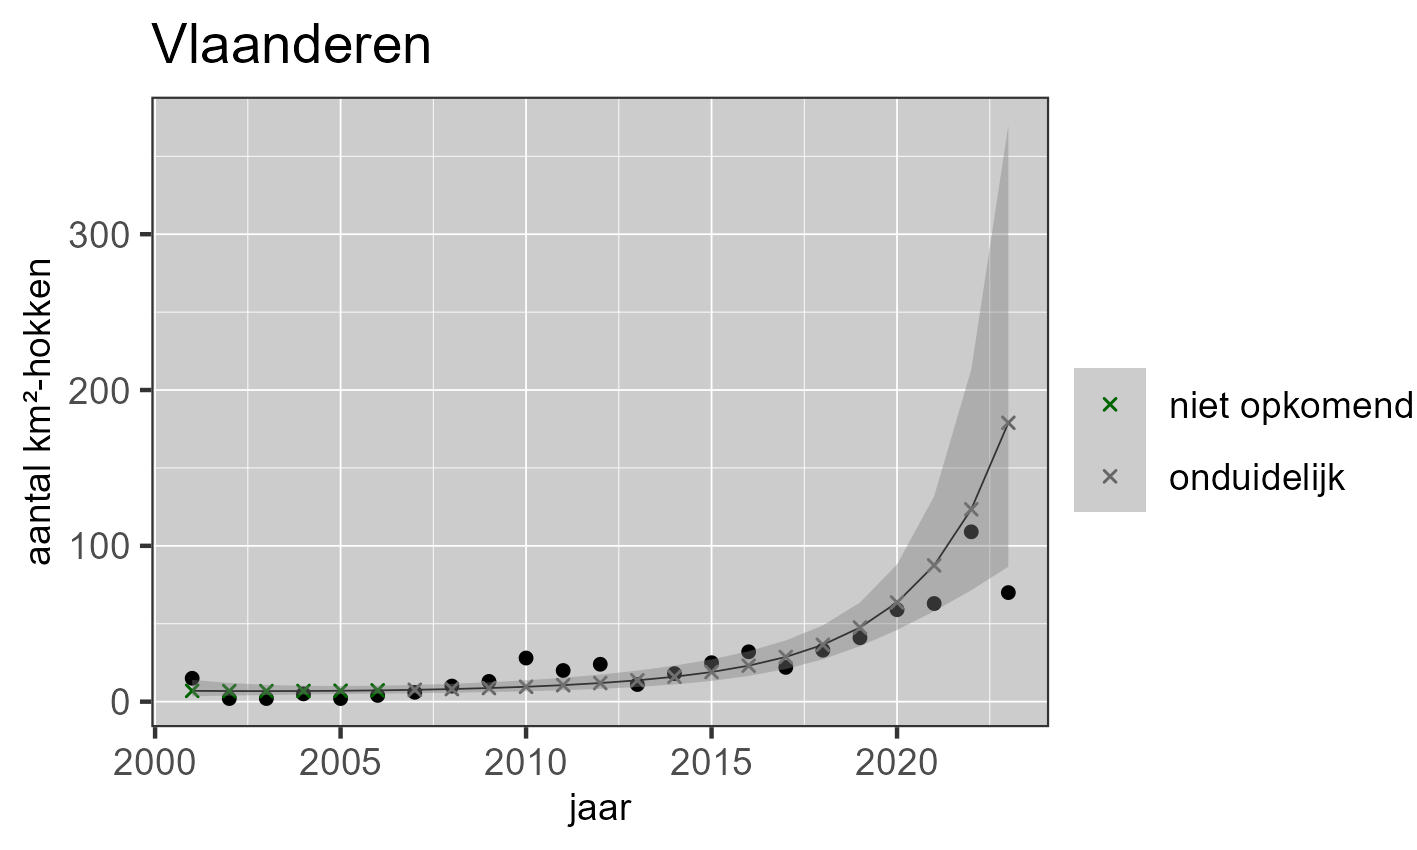 Vlaanderen
300
200
100
0
aantal km²-hokken
2000 2005 2010 2015 2020
jaar
niet opkomend
onduidelijk